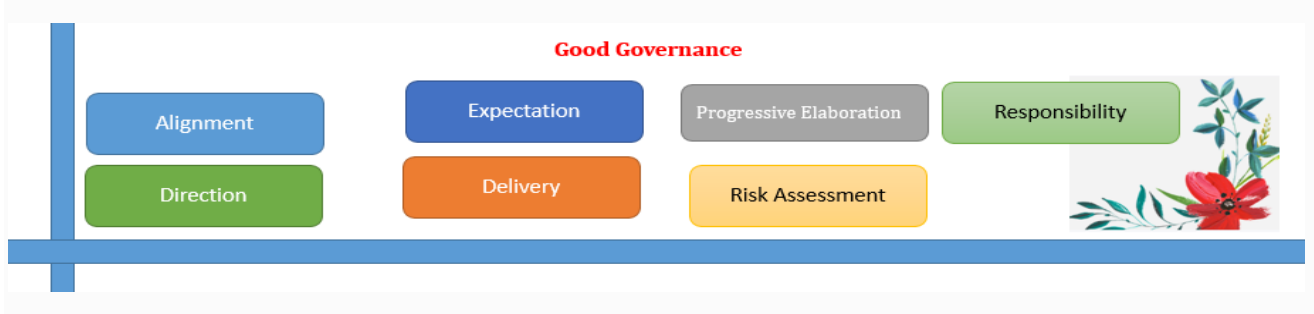 Good Governance
Alignment
Expectation
Progressive Elaboration
Responsibility
Direction
Delivery
Risk Assessment